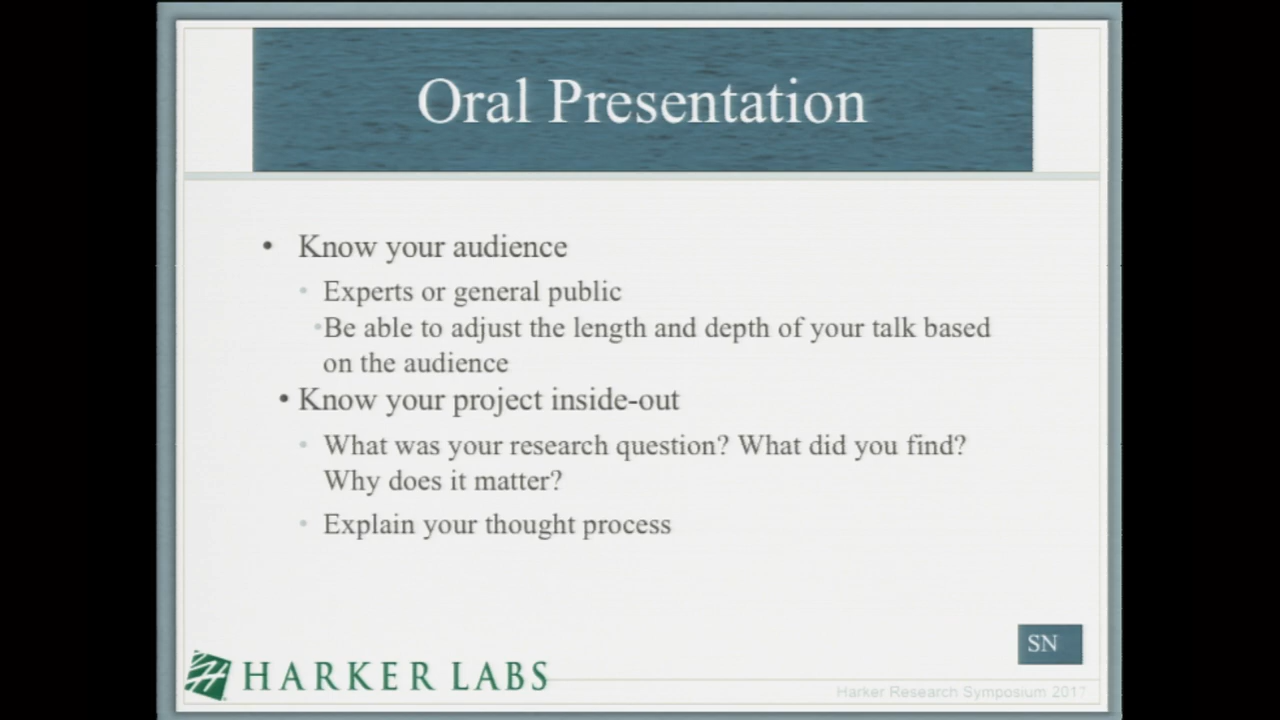 Oral Presentation
• Know your audience
• Experts or general public
•Be able to adjust the length and depth of your talk based
on the audience
• Know your project inside-out
• What was your research question? What did you find?
Why does it matter?
• Explain your thought process
SN
HARKER LABS
Harker Research Symposium 2017